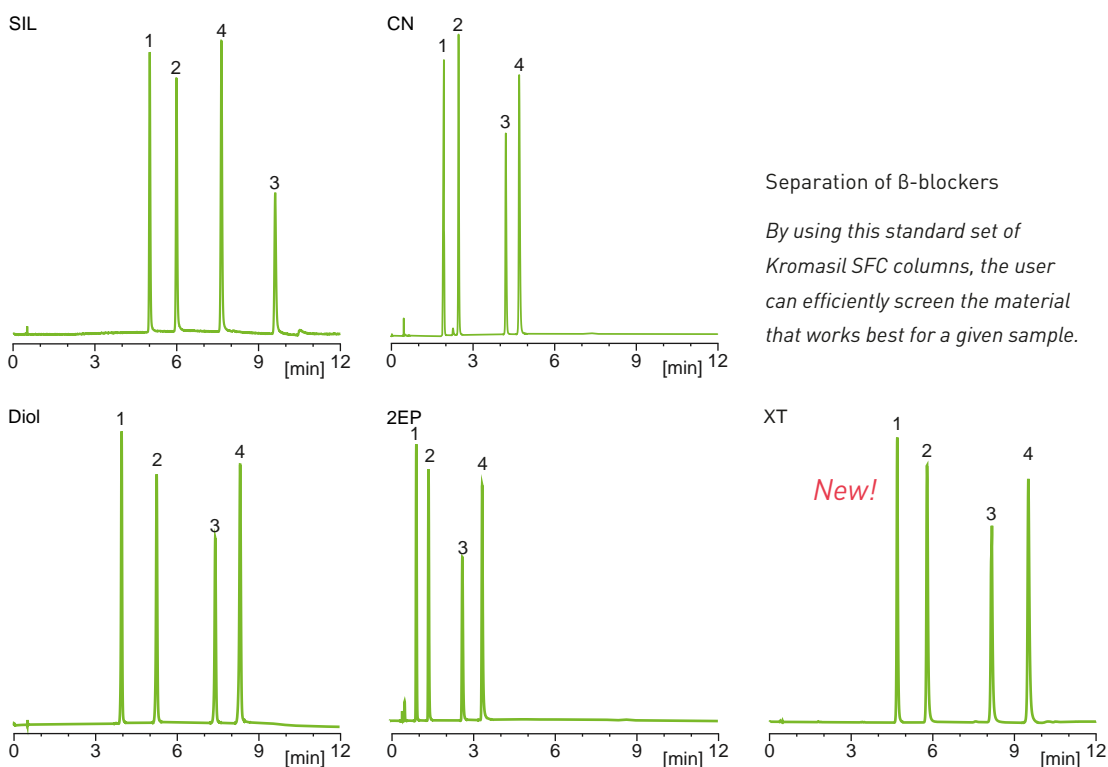 SIL
1
2
4
3
0 3 6 9 12
[min]
CN
1
2
3
4
0 3 6 9 12
[min]
Separation of ß-blockers
By using this standard set of
Kromasil SFC columns, the user
can efficiently screen the material
that works best for a given sample.
Diol
1
2
3
4
0 3 6 9 12
[min]
2EP
1
2
3
4
0 3 6 9 12
[min]
XT
New!
1
2
3
4
0 3 6 9 12
[min]